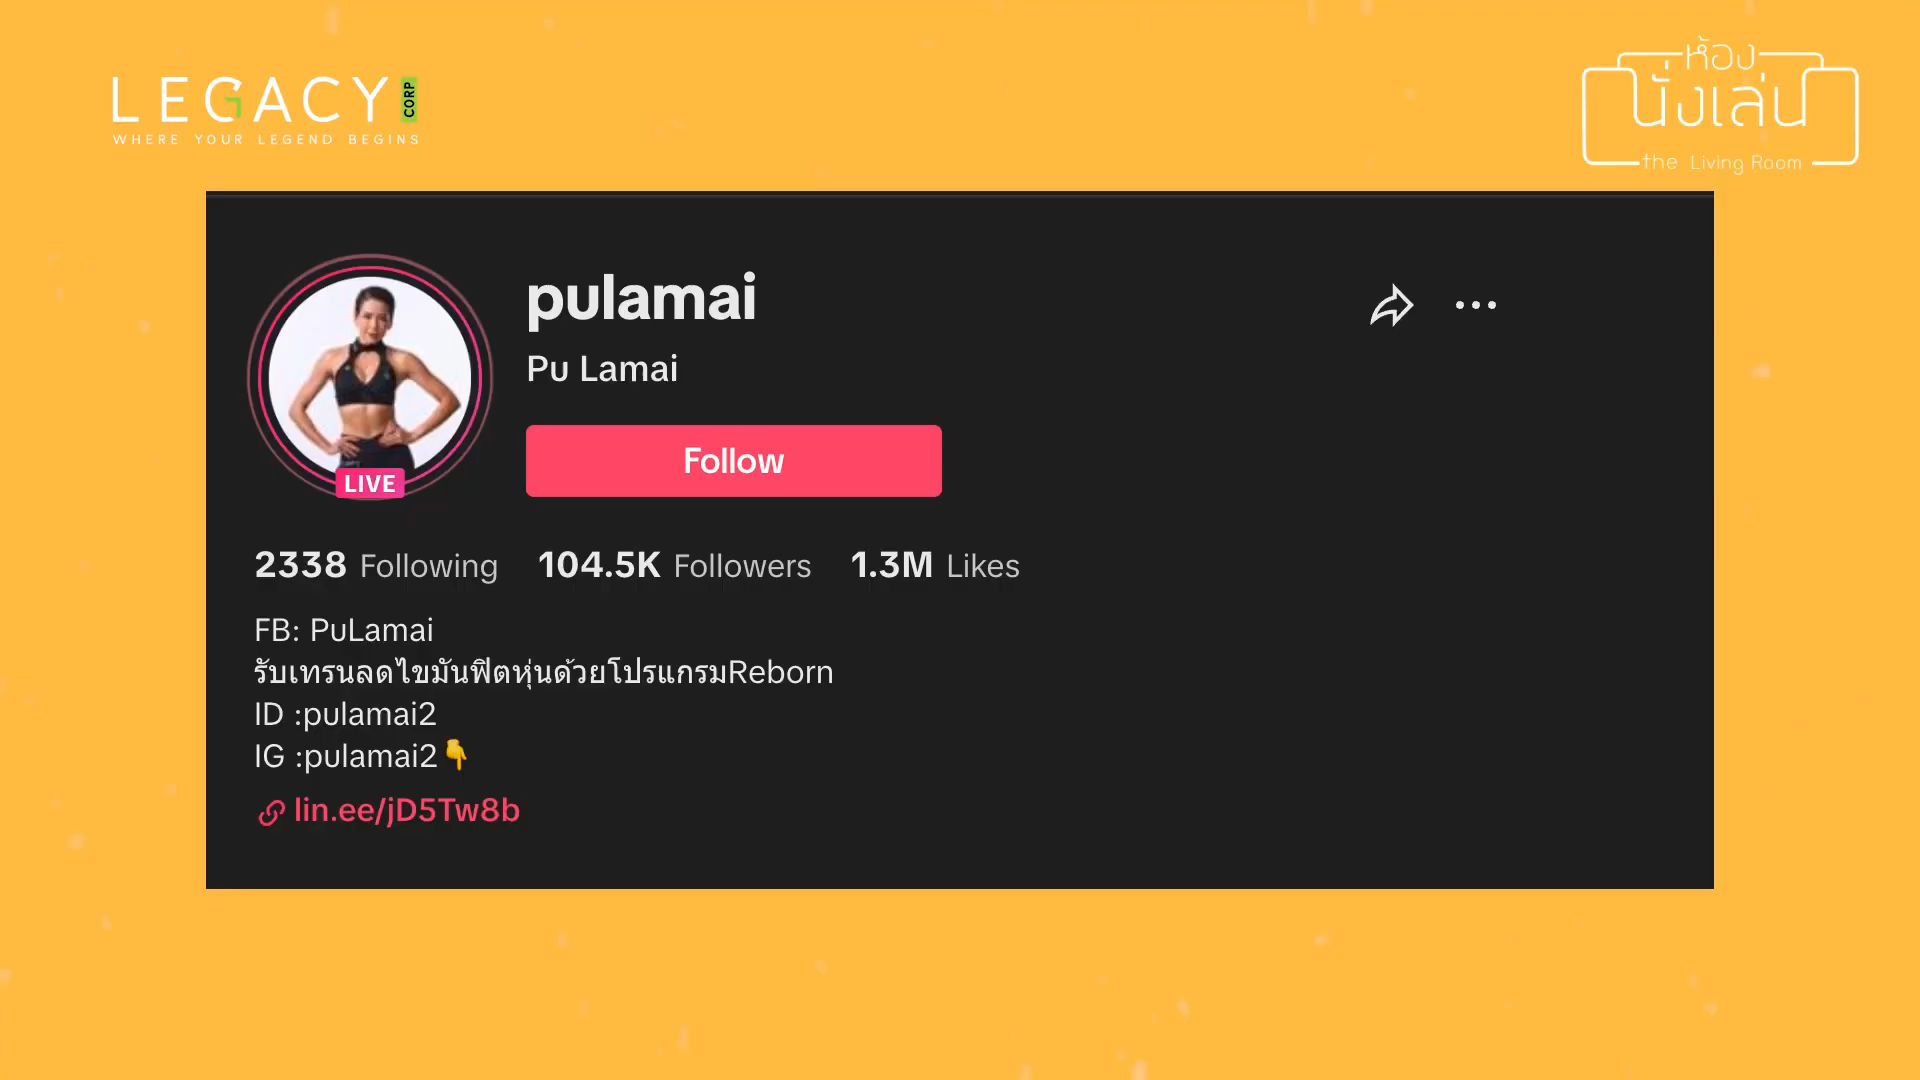 LEGACY CORP
WHERE YOUR LEGEND BEGINS
ห้อง
นั่งเล่น
the Living Room
pulamai
Pu Lamai
Follow
LIVE
2338 Following 104.5K Followers 1.3M Likes
FB: PuLamai
รับเทรนลดไขมันฟิตหุ่นด้วยโปรแกรมReborn
ID :pulamai2
IG :pulamai2👇
lin.ee/jD5Tw8b